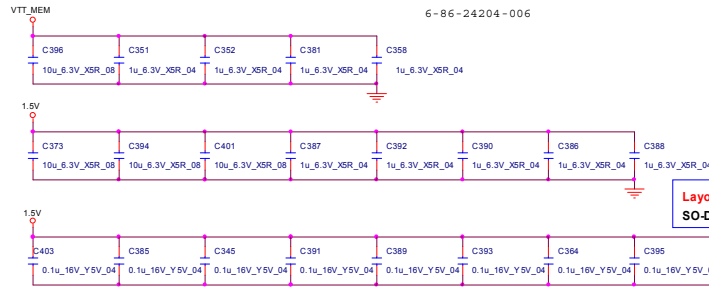 VTT_MEM
6-86-24204-006
C396 C351 C352 C381 C358
10u_6.3V_X5R_08 1u_6.3V_X5R_04 1u_6.3V_X5R_04 1u_6.3V_X5R_04 1u_6.3V_X5R_04
1.5V
C373 C394 C401 C387 C392 C390 C386 C388
10u_6.3V_X5R_08 10u_6.3V_X5R_08 10u_6.3V_X5R_08 1u_6.3V_X5R_04 1u_6.3V_X5R_04 1u_6.3V_X5R_04 1u_6.3V_X5R_04 1u_6.3V_X5R_04
Layo
SO-D
1.5V
C403 C385 C345 C391 C389 C393 C364 C395
0.1u_16V_Y5V_04 0.1u_16V_Y5V_04 0.1u_16V_Y5V_04 0.1u_16V_Y5V_04 0.1u_16V_Y5V_04 0.1u_16V_Y5V_04 0.1u_16V_Y5V_04 0.1u_16V_Y5V_0